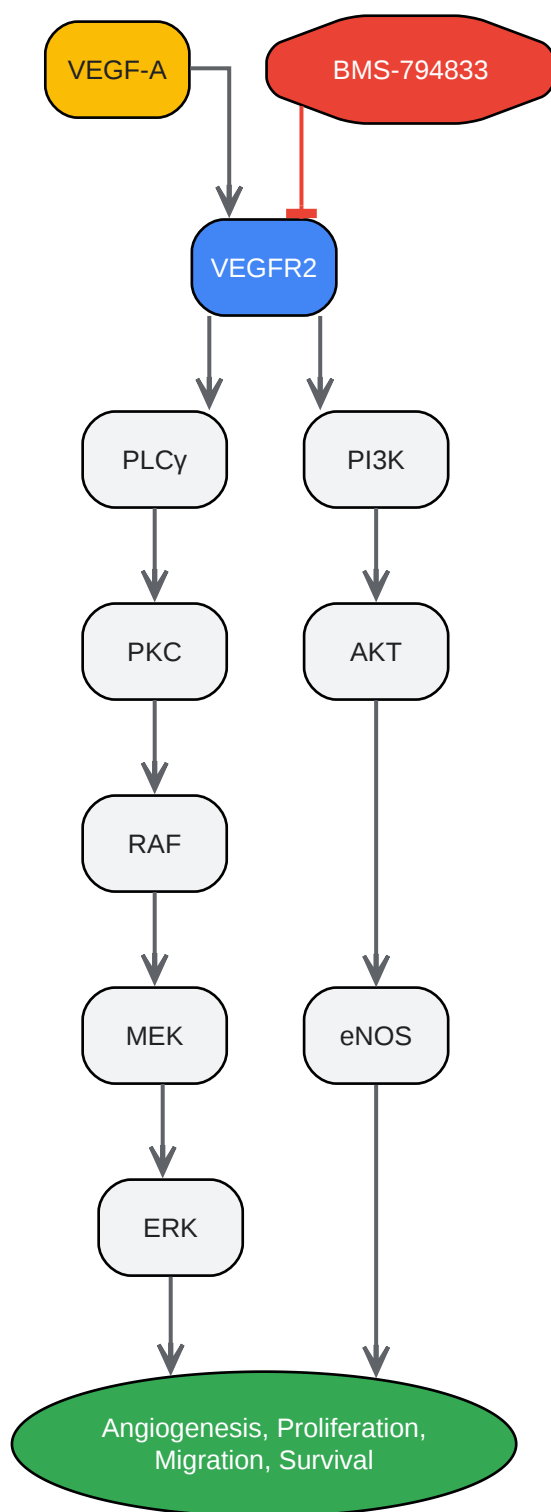 VEGF-A
BMS-794833
VEGFR2
PLCγ
PI3K
PKC
AKT
RAF
MEK
eNOS
ERK
Angiogenesis, Proliferation,
Migration, Survival